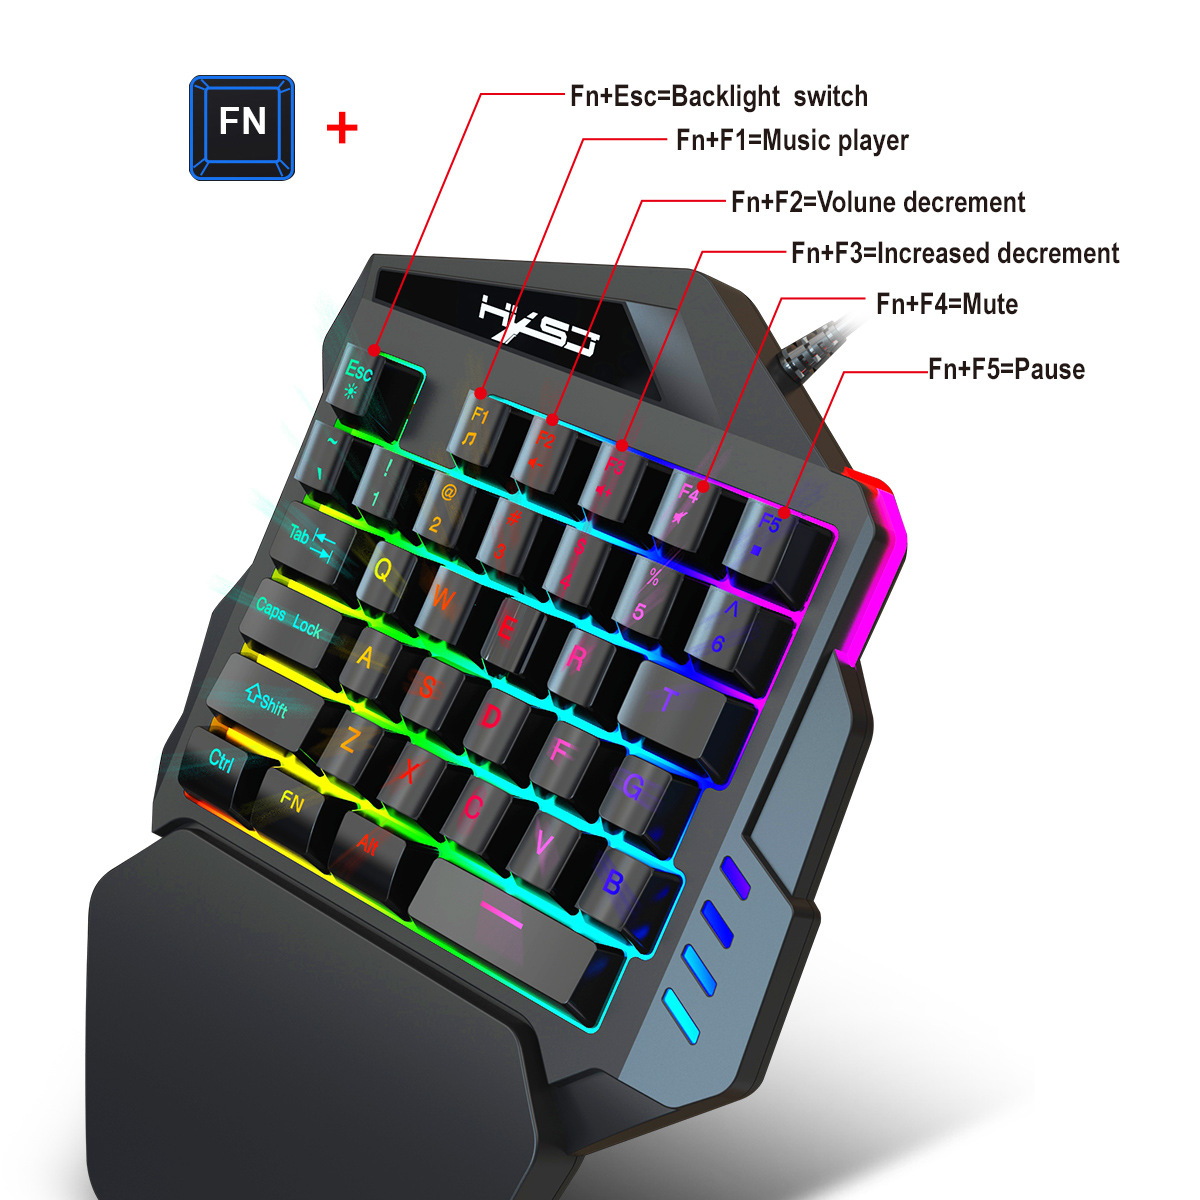 FN +
Fn+Esc=Backlight switch
Fn+F1=Music player
Fn+F2=Volune decrement
Fn+F3=Increased decrement
Fn+F4=Mute
Fn+F5=Pause
HXSJ
Esc
F1 F2 F3 F4 F5
~ ! @ # $ % ^
1 2 3 4 5 6
Tab Q W E R T
Caps Lock A S D F G
Shift Z X C V B
Ctrl FN Alt